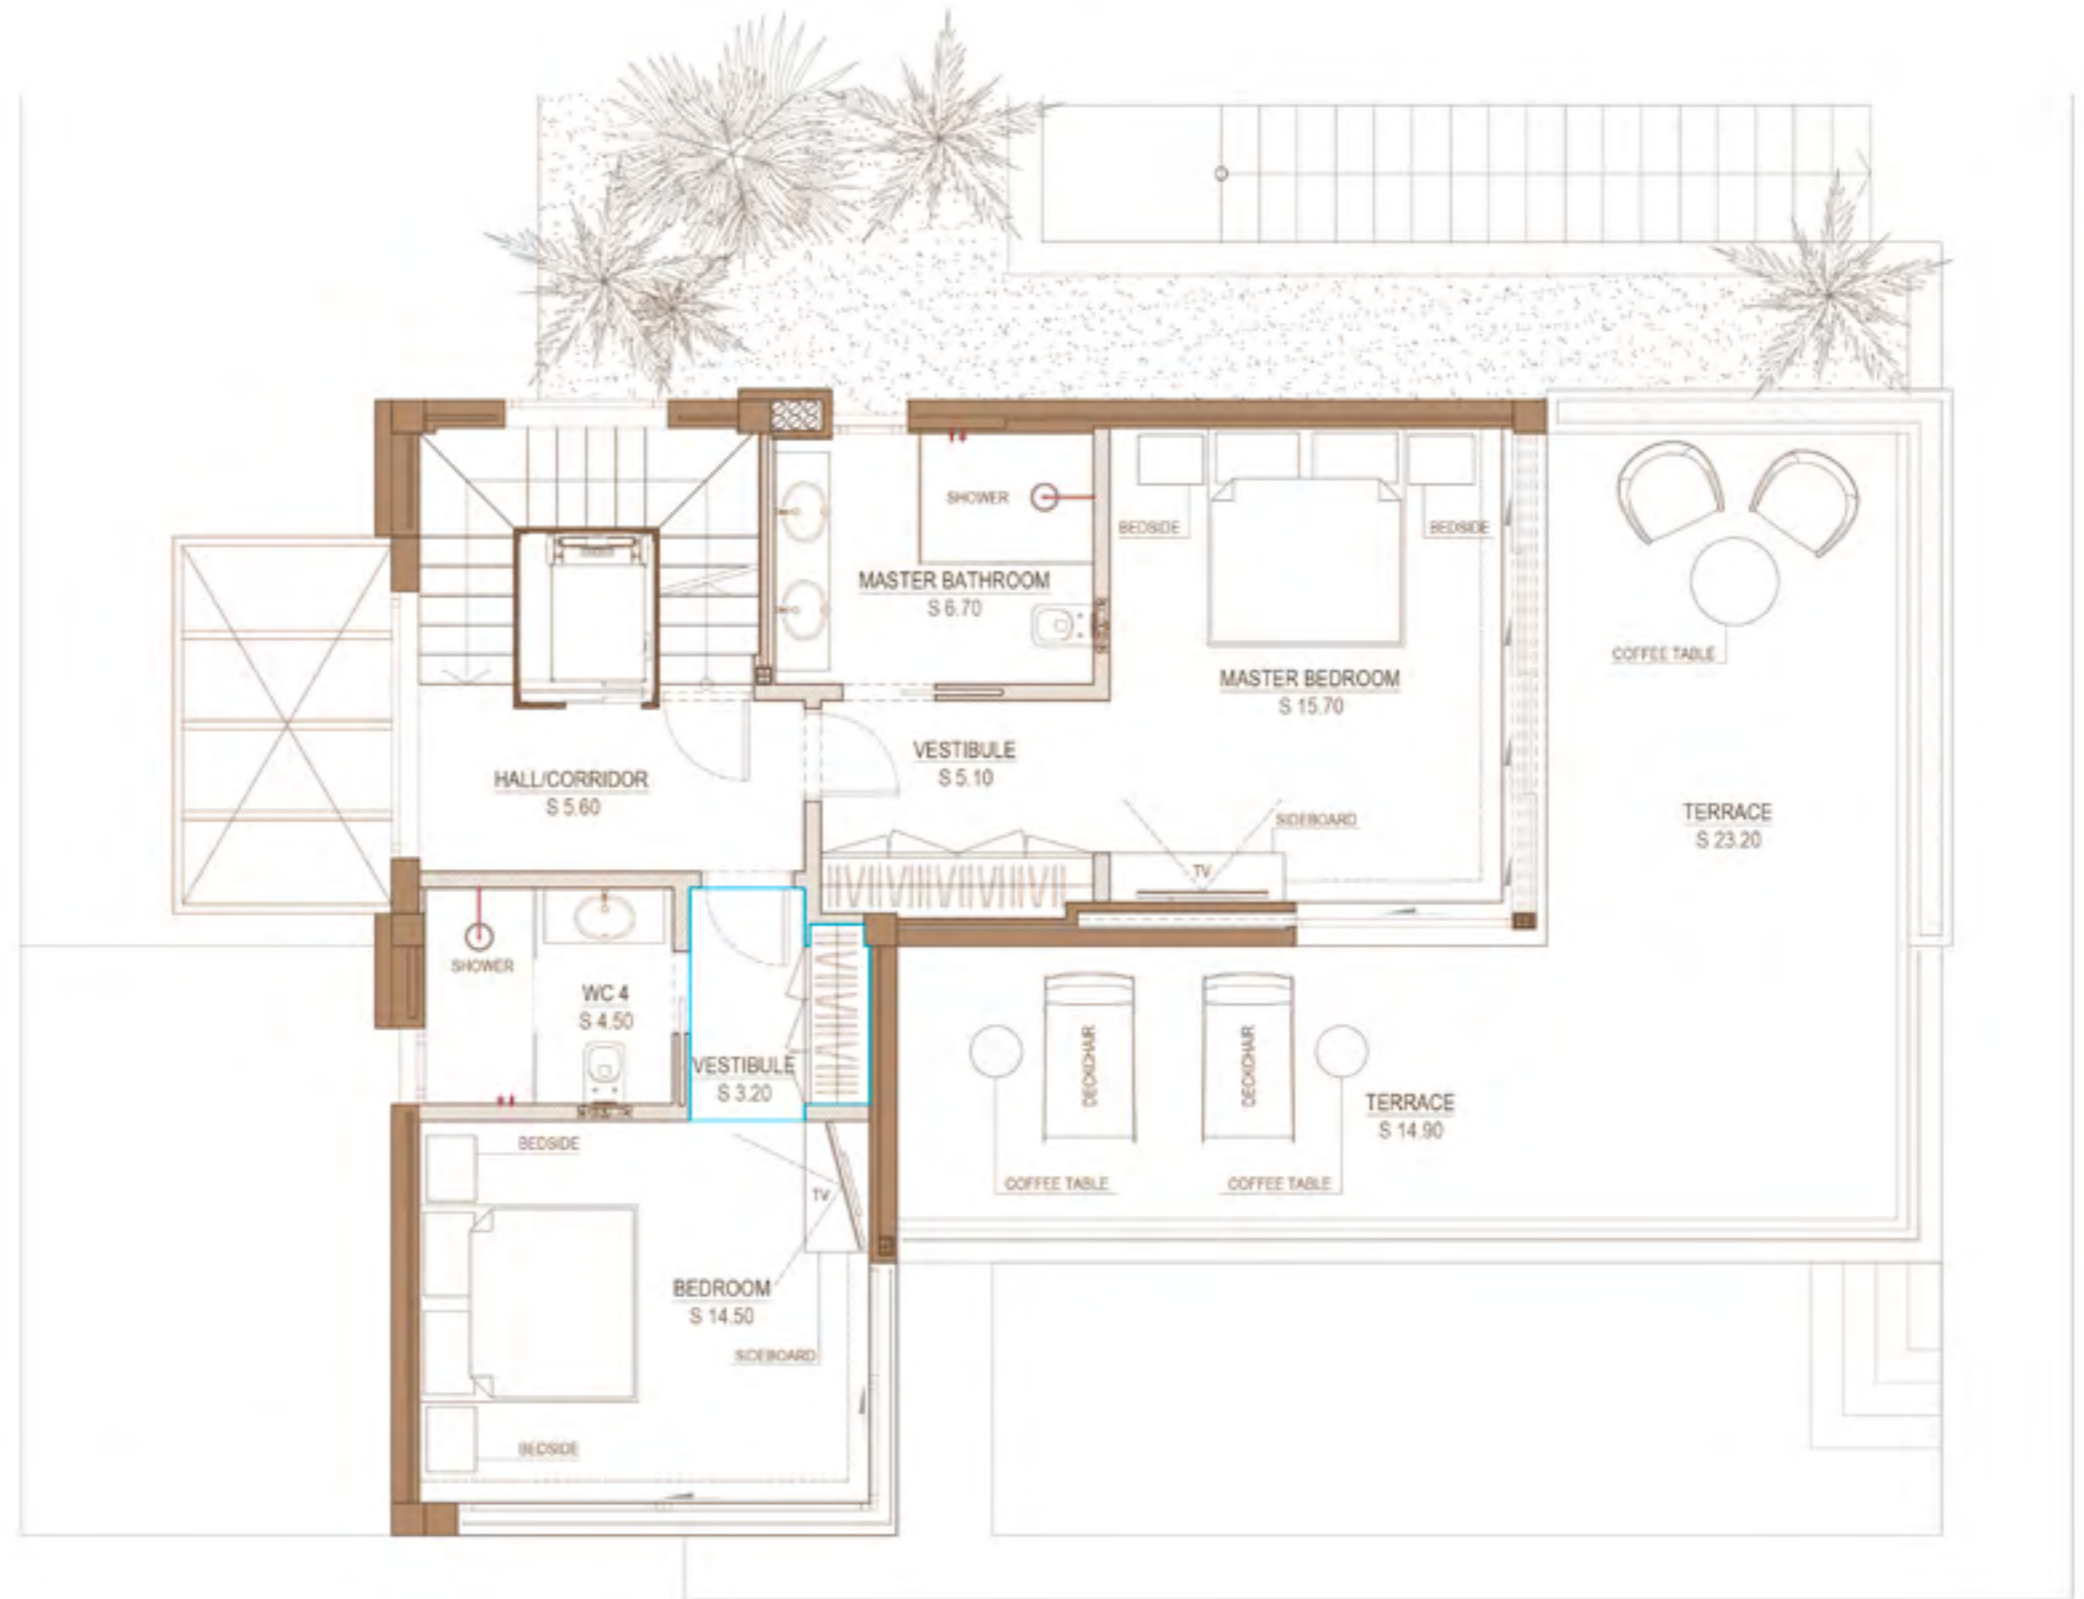 SHOWER
MASTER BATHROOM
S 6.70
BEDSIDE
BEDSIDE
MASTER BEDROOM
S 15.70
COFFEE TABLE
HALL/CORRIDOR
S 5.60
VESTIBULE
S 5.10
SIDEBOARD
TV
TERRACE
S 23.20
SHOWER
WC 4
S 4.50
VESTIBULE
S 3.20
DECKCHAIR
DECKCHAIR
TERRACE
S 14.90
COFFEE TABLE
COFFEE TABLE
BEDSIDE
TV
BEDROOM
S 14.50
SIDEBOARD
BEDSIDE